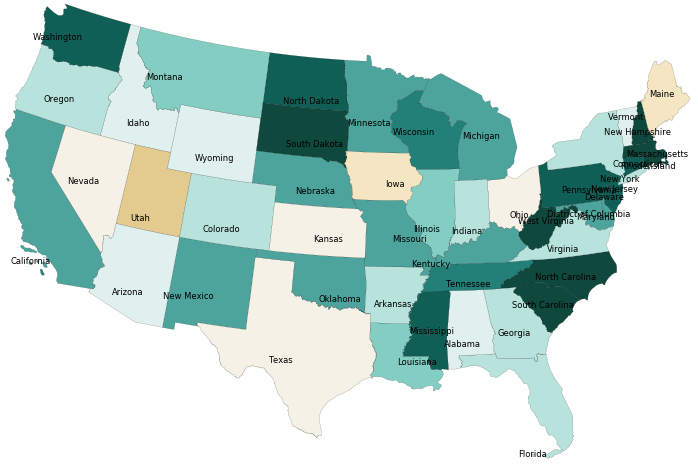 Washington
Montana
Maine
Oregon
North Dakota
Idaho
Minnesota
Vermont
New Hampshire
Wisconsin
Michigan
South Dakota
Massachusetts
Wyoming
Connecticut
Rhode Island
New York
Nevada
Iowa
Pennsylvania
New Jersey
Nebraska
Delaware
Utah
Ohio
District of Columbia
Maryland
West Virginia
Colorado
Illinois
Indiana
Kansas
Missouri
Virginia
California
Kentucky
North Carolina
Tennessee
Arizona
New Mexico
Oklahoma
Arkansas
South Carolina
Mississippi
Georgia
Alabama
Texas
Louisiana
Florida